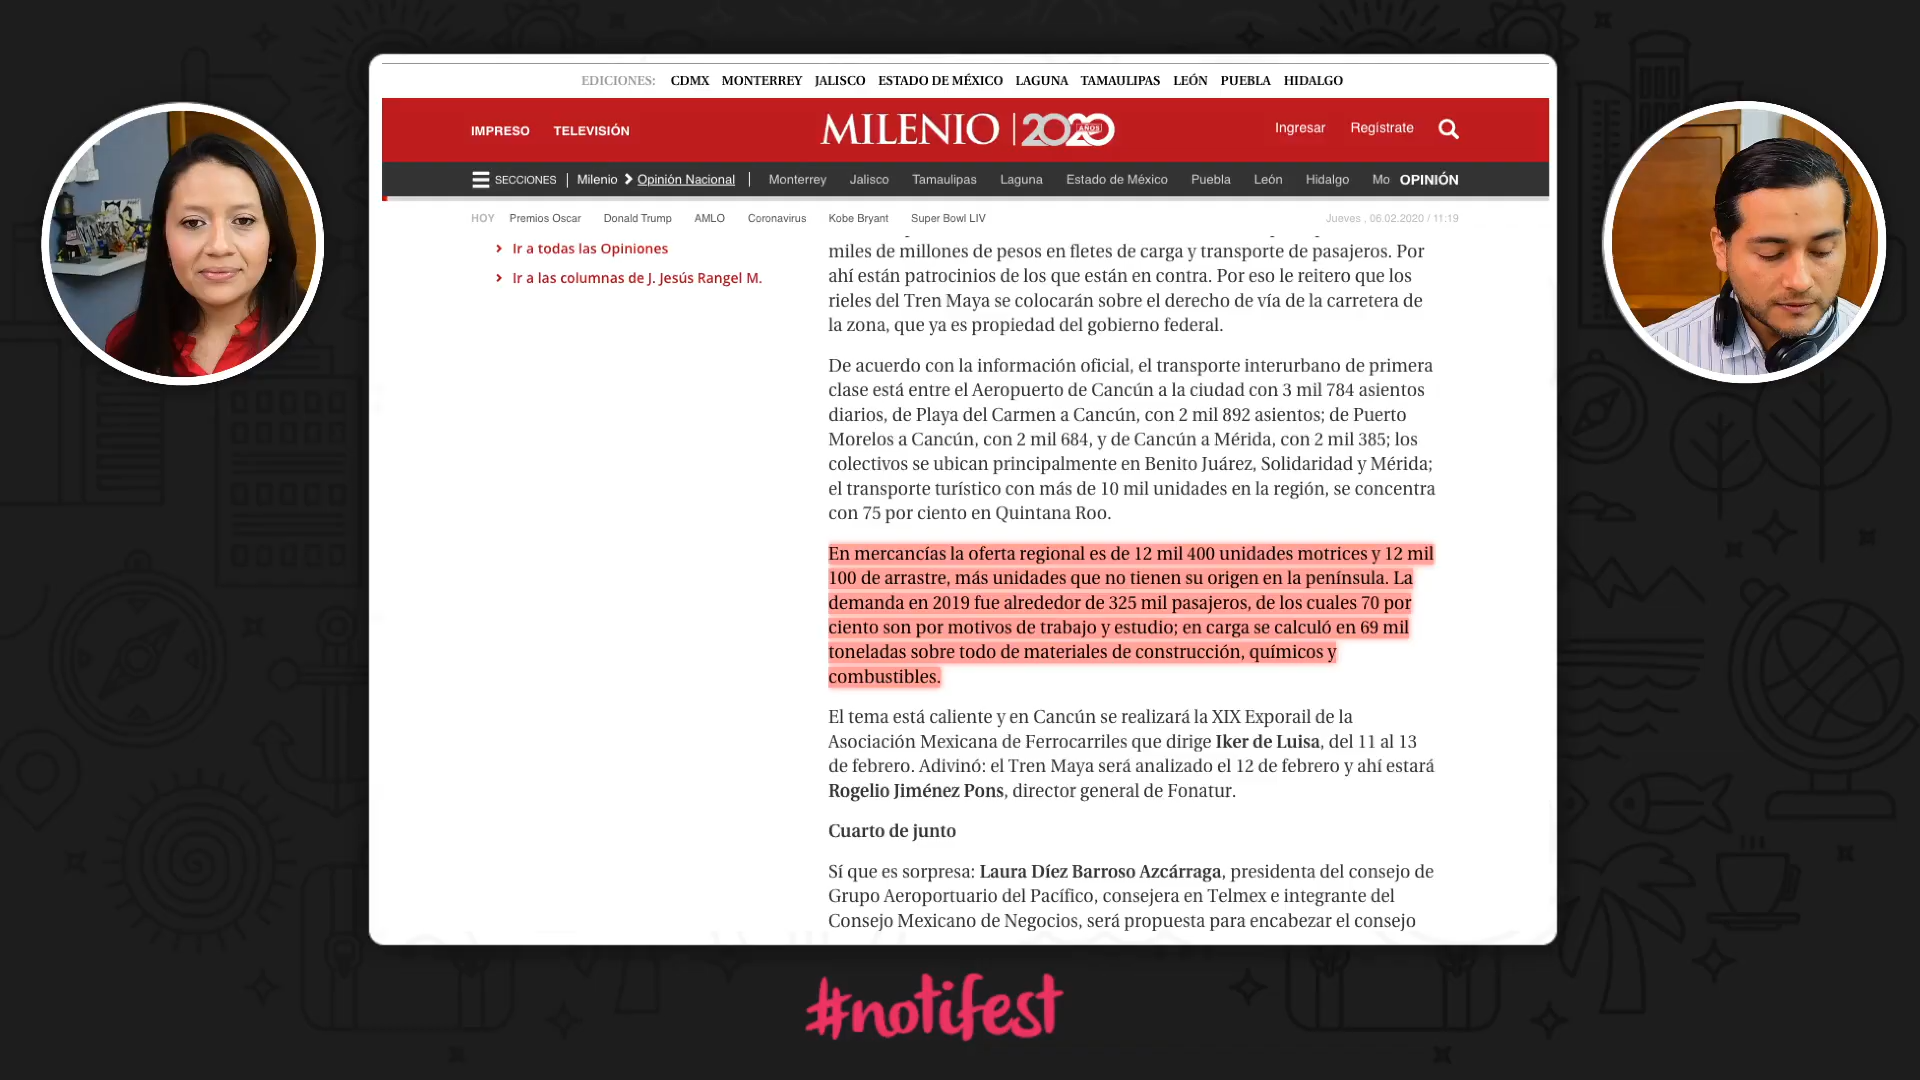 EDICIONES: CDMX MONTERREY JALISCO ESTADO DE MÉXICO LAGUNA TAMAULIPAS LEÓN PUEBLA HIDALGO
IMPRESO TELEVISIÓN MILENIO 2020 AÑOS Ingresar Regístrate
SECCIONES Milenio Opinión Nacional Monterrey Jalisco Tamaulipas Laguna Estado de México Puebla León Hidalgo Mo OPINIÓN
HOY Premios Oscar Donald Trump AMLO Coronavirus Kobe Bryant Super Bowl LIV Jueves , 06.02.2020 / 11:19
Ir a todas las Opiniones
Ir a las columnas de J. Jesús Rangel M.
miles de millones de pesos en fletes de carga y transporte de pasajeros. Por
ahí están patrocinios de los que están en contra. Por eso le reitero que los
rieles del Tren Maya se colocarán sobre el derecho de vía de la carretera de
la zona, que ya es propiedad del gobierno federal.
De acuerdo con la información oficial, el transporte interurbano de primera
clase está entre el Aeropuerto de Cancún a la ciudad con 3 mil 784 asientos
diarios, de Playa del Carmen a Cancún, con 2 mil 892 asientos; de Puerto
Morelos a Cancún, con 2 mil 684, y de Cancún a Mérida, con 2 mil 385; los
colectivos se ubican principalmente en Benito Juárez, Solidaridad y Mérida;
el transporte turístico con más de 10 mil unidades en la región, se concentra
con 75 por ciento en Quintana Roo.
En mercancías la oferta regional es de 12 mil 400 unidades motrices y 12 mil
100 de arrastre, más unidades que no tienen su origen en la península. La
demanda en 2019 fue alrededor de 325 mil pasajeros, de los cuales 70 por
ciento son por motivos de trabajo y estudio; en carga se calculó en 69 mil
toneladas sobre todo de materiales de construcción, químicos y
combustibles.
El tema está caliente y en Cancún se realizará la XIX Exporail de la
Asociación Mexicana de Ferrocarriles que dirige Iker de Luisa, del 11 al 13
de febrero. Adivinó: el Tren Maya será analizado el 12 de febrero y ahí estará
Rogelio Jiménez Pons, director general de Fonatur.
Cuarto de junto
Sí que es sorpresa: Laura Díez Barroso Azcárraga, presidenta del consejo de
Grupo Aeroportuario del Pacífico, consejera en Telmex e integrante del
Consejo Mexicano de Negocios, será propuesta para encabezar el consejo
#notifest